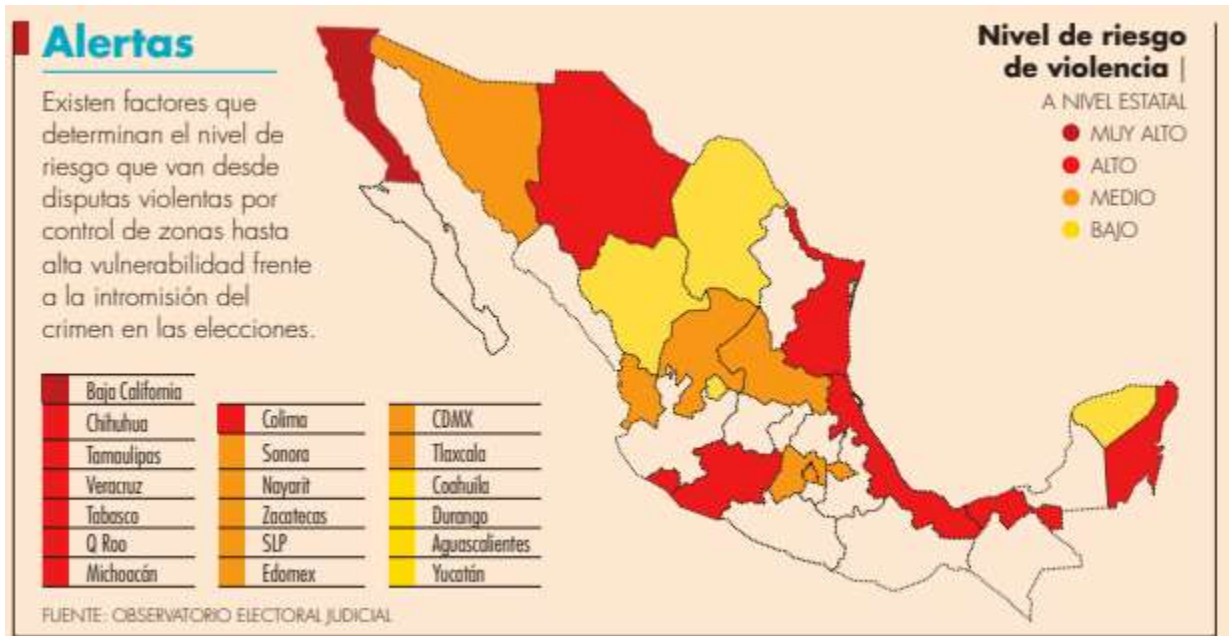 Alertas
Existen factores que
determinan el nivel de
riesgo que van desde
disputas violentas por
control de zonas hasta
alta vulnerabilidad frente
a la intromisión del
crimen en las elecciones.
Nivel de riesgo
de violencia |
A NIVEL ESTATAL
MUY ALTO
ALTO
MEDIO
BAJO
Baja California
Chihuhua
Tamaulipas
Veracruz
Tabasco
Q Roo
Michoacán
Colima
Sonora
Nayarit
Zacatecas
SLP
Edomex
CDMX
Tlaxcala
Coahuila
Durango
Aguascalientes
Yucatán
FUENTE: OBSERVATORIO ELECTORAL JUDICIAL